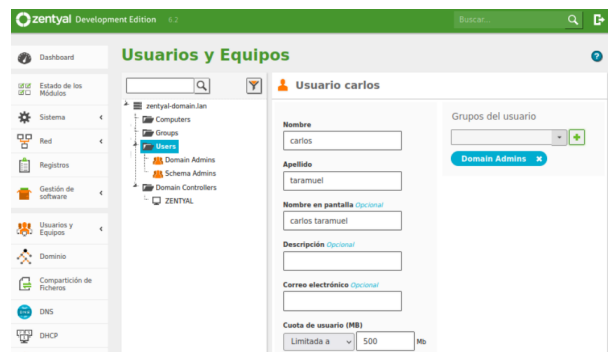 zentyal Development Edition 6.2
Buscar...
Dashboard
Estado de los
Módulos
Sistema
Red
Registros
Gestión de
software
Usuarios y
Equipos
Dominio
Compartición de
Ficheros
DNS
DHCP
Usuarios y Equipos
?
zentyal-domain.lan
Computers
Groups
Users
Domain Admins
Schema Admins
Domain Controllers
ZENTYAL
Usuario carlos
Nombre
carlos
Apellido
taramuel
Nombre en pantalla Opcional
carlos taramuel
Descripción Opcional
Correo electrónico Opcional
Cuota de usuario (MB)
Limitada a 500 Mb
Grupos del usuario
Domain Admins x